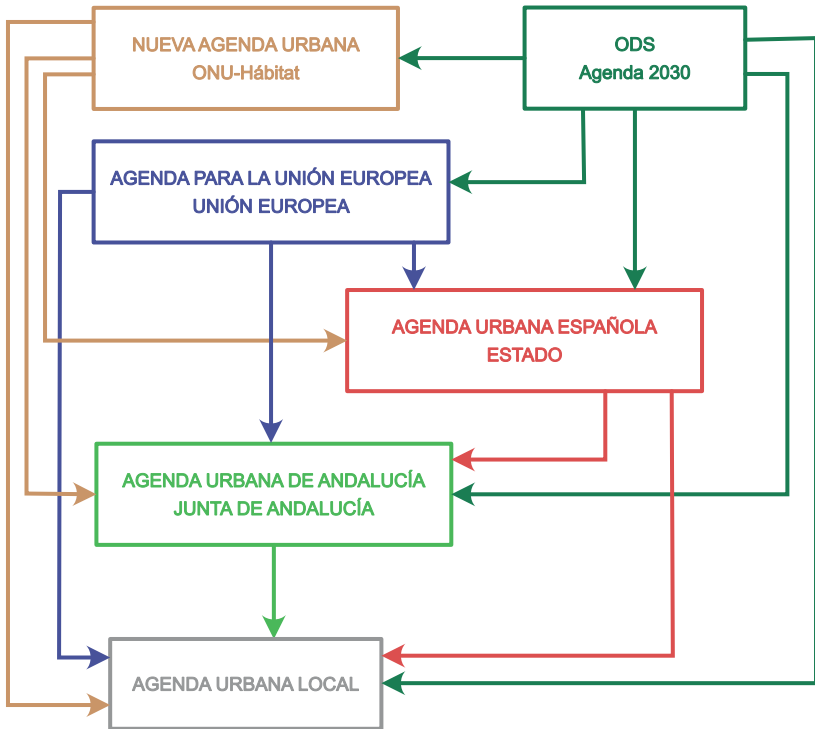 NUEVA AGENDA URBANA
ONU-Hábitat
ODS
Agenda 2030
AGENDA PARA LA UNIÓN EUROPEA
UNIÓN EUROPEA
AGENDA URBANA ESPAÑOLA
ESTADO
AGENDA URBANA DE ANDALUCÍA
JUNTA DE ANDALUCÍA
AGENDA URBANA LOCAL